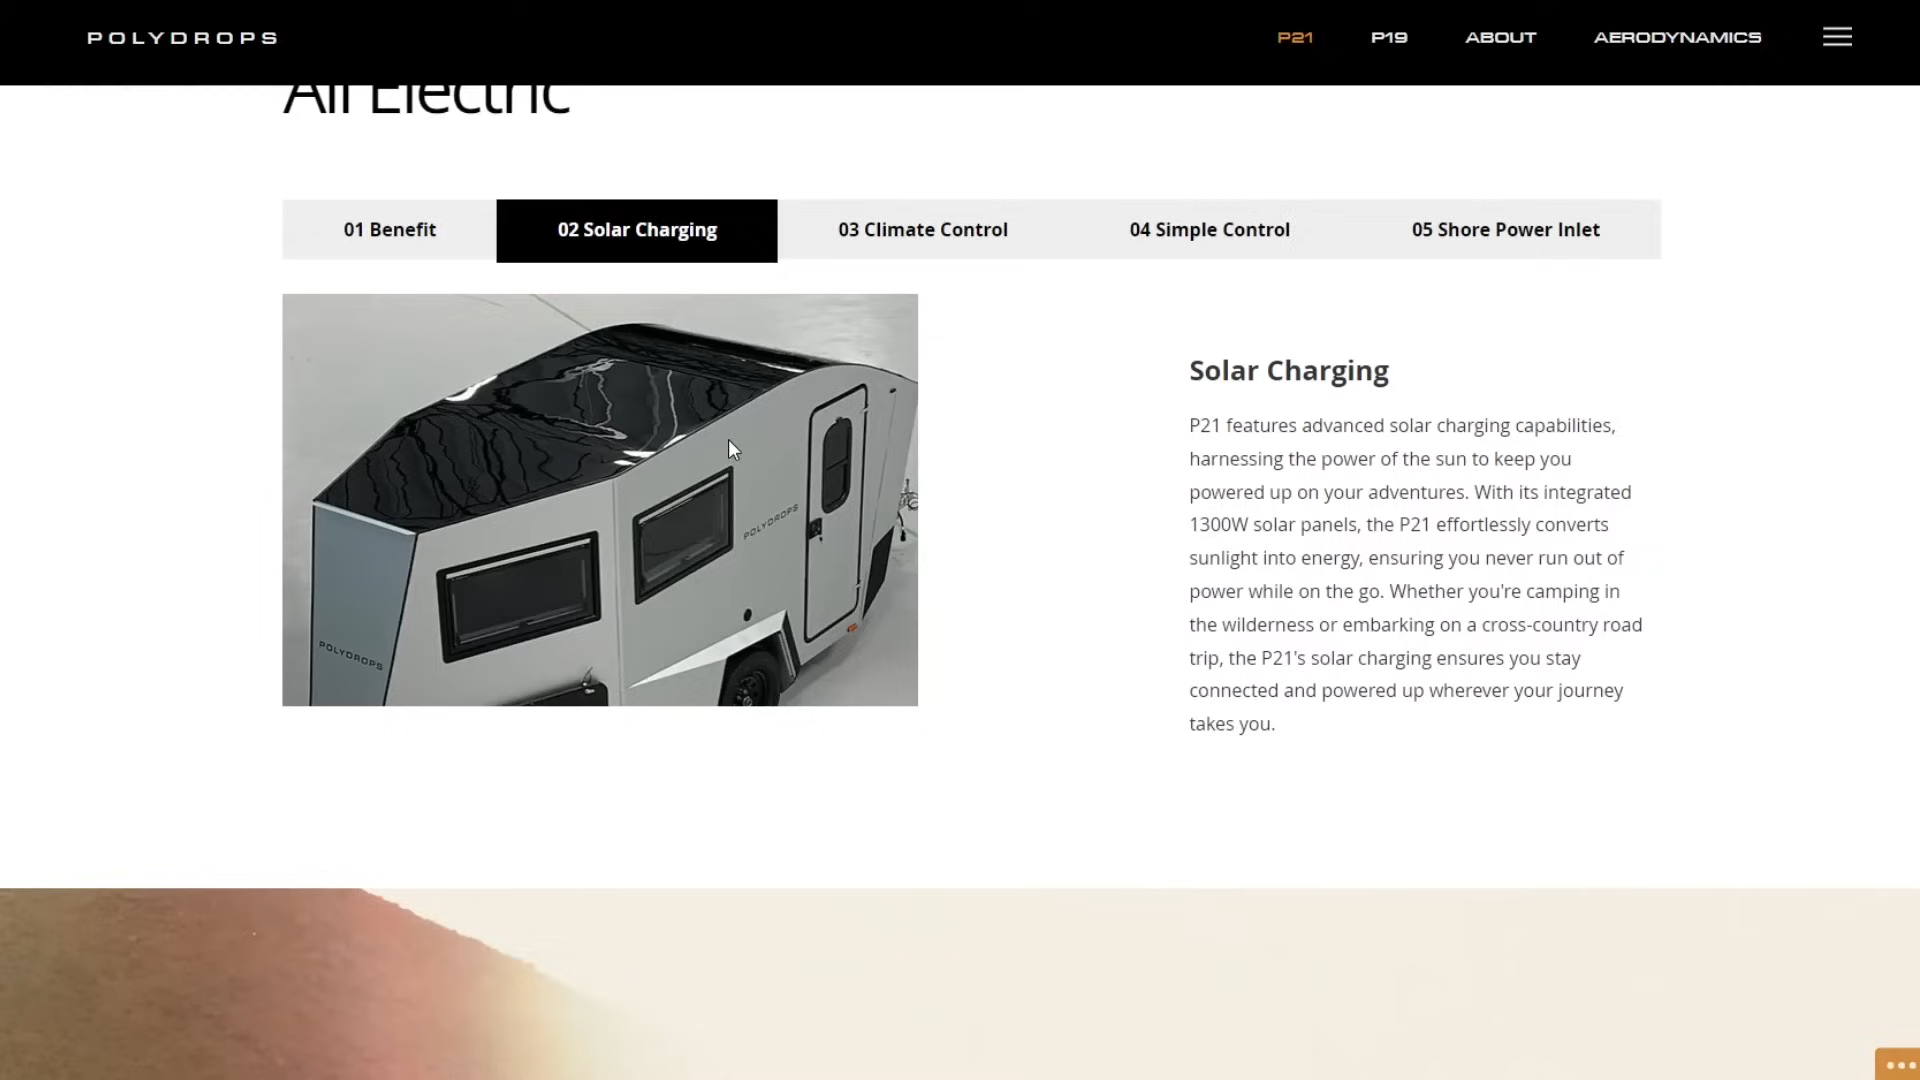 POLYDROPS
P21
P19
ABOUT
AERODYNAMICS
All Electric
01 Benefit
02 Solar Charging
03 Climate Control
04 Simple Control
05 Shore Power Inlet
POLYDROPS
POLYDROPS
Solar Charging
P21 features advanced solar charging capabilities,
harnessing the power of the sun to keep you
powered up on your adventures. With its integrated
1300W solar panels, the P21 effortlessly converts
sunlight into energy, ensuring you never run out of
power while on the go. Whether you're camping in
the wilderness or embarking on a cross-country road
trip, the P21's solar charging ensures you stay
connected and powered up wherever your journey
takes you.